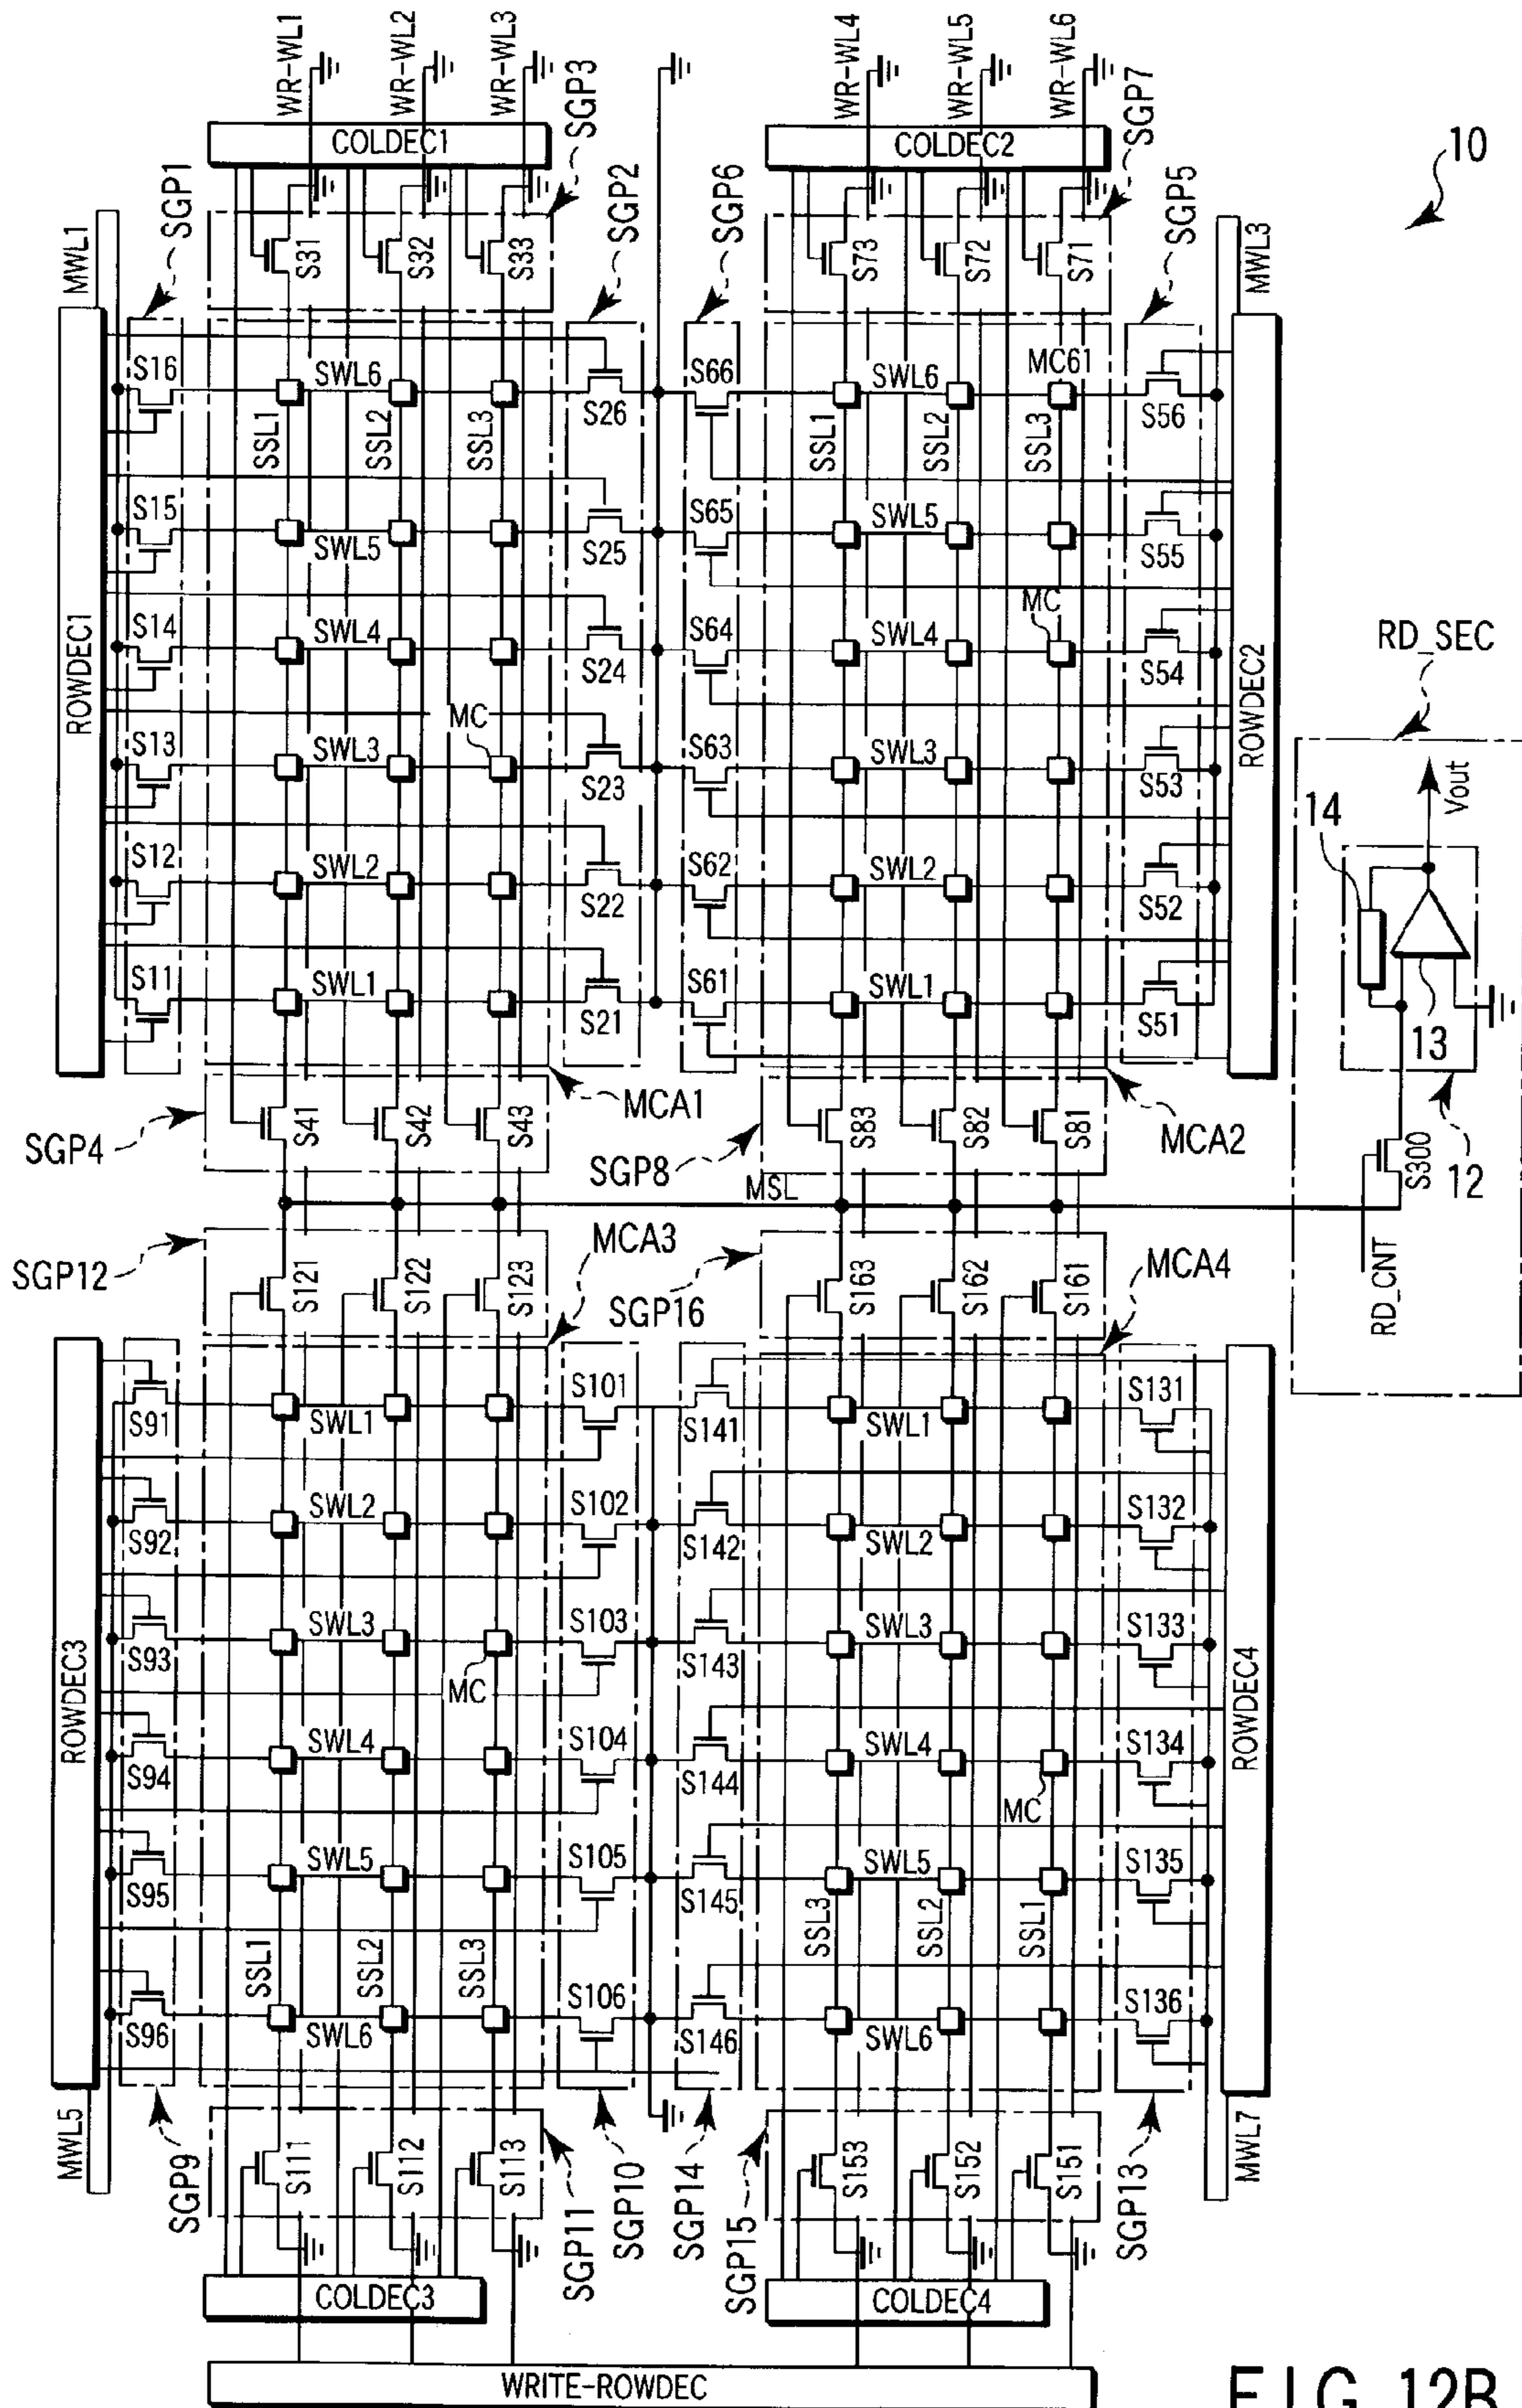 WR-WL1
WR-WL2
WR-WL3
WR-WL4
WR-WL5
WR-WL6
COLDEC1
COLDEC2
SGP3
SGP7
10
MWL1
SGP1
SGP2
SGP6
SGP5
MWL3
S31
S32
S33
S73
S72
S71
ROWDEC1
S16
SSL1
SWL6
SSL2
SSL3
S26
S66
SSL1
SWL6
SSL2
MC61
SSL3
S56
S15
SWL5
S25
S65
SWL5
S55
S14
SWL4
S24
S64
SWL4
MC
S54
ROWDEC2
RD_SEC
S13
SWL3
MC
S23
S63
SWL3
S53
14
Vout
S12
SWL2
S22
S62
SWL2
S52
S11
SWL1
S21
S61
SWL1
S51
13
SGP4
S41
S42
S43
MCA1
SGP8
S83
S82
S81
MCA2
S300
12
MSL
SGP12
S121
S122
S123
MCA3
SGP16
S163
S162
S161
MCA4
RD_CNT
S91
SWL1
S101
S141
SWL1
S131
ROWDEC3
S92
SWL2
S102
S142
SWL2
S132
S93
SWL3
MC
S103
S143
SWL3
S133
ROWDEC4
S94
SWL4
S104
S144
SWL4
MC
S134
S95
SWL5
S105
S145
SWL5
S135
SSL1
SSL2
SSL3
SSL3
SSL2
SSL1
S96
SWL6
S106
S146
SWL6
S136
MWL5
SGP9
S111
S112
S113
SGP11
SGP10
SGP14
SGP15
S153
S152
S151
SGP13
MWL7
COLDEC3
COLDEC4
WRITE-ROWDEC
FIG. 12B